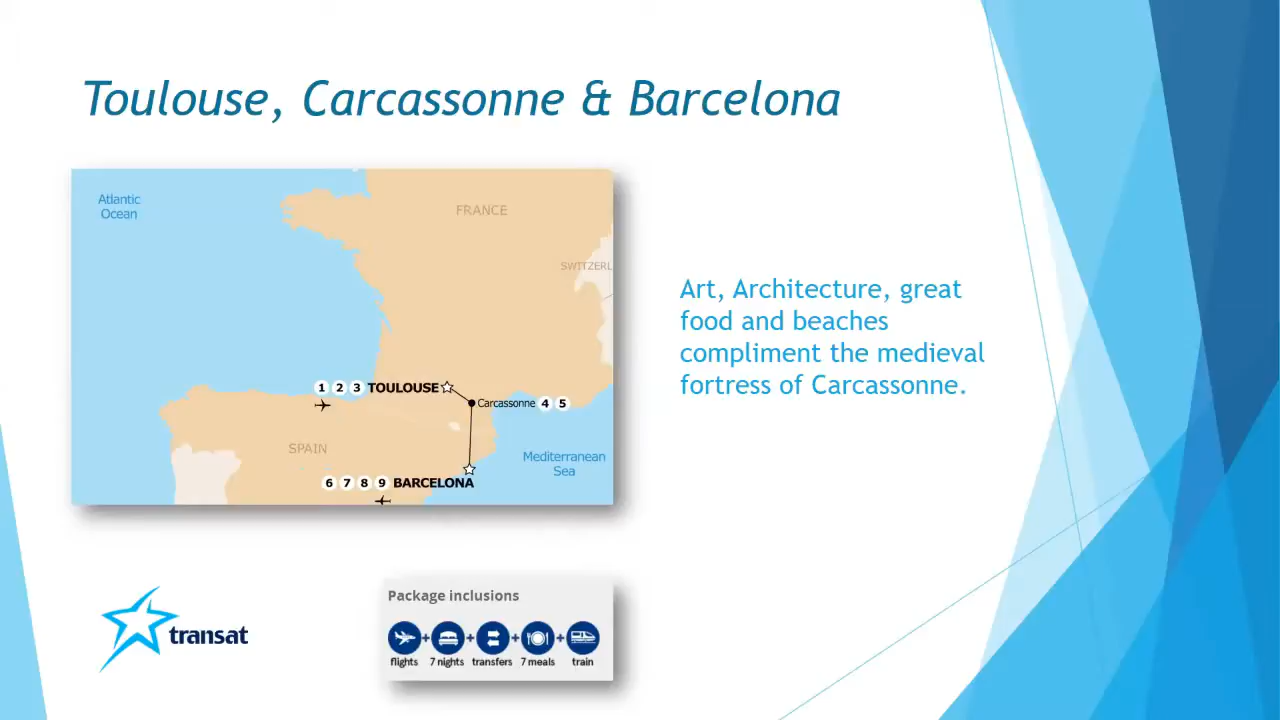 Toulouse, Carcassonne & Barcelona
Atlantic
Ocean
FRANCE
SWITZERL
1 2 3 TOULOUSE
Carcassonne 4 5
SPAIN
Mediterranean
Sea
6 7 8 9 BARCELONA
Art, Architecture, great
food and beaches
compliment the medieval
fortress of Carcassonne.
transat
Package inclusions
+ + + +
flights 7 nights transfers 7 meals train